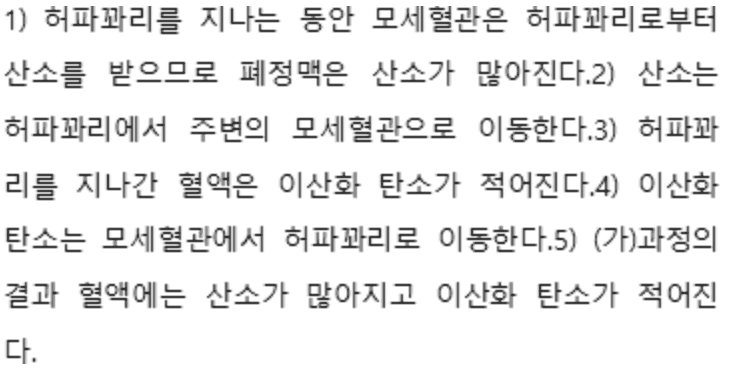 1) 허파꽈리를 지나는 동안 모세혈관은 허파꽈리로부터
산소를 받으므로 폐정맥은 산소가 많아진다.2) 산소는
허파꽈리에서 주변의 모세혈관으로 이동한다.3) 허파꽈
리를 지나간 혈액은 이산화 탄소가 적어진다.4) 이산화
탄소는 모세혈관에서 허파꽈리로 이동한다.5) (가)과정의
결과 혈액에는 산소가 많아지고 이산화 탄소가 적어진
다.